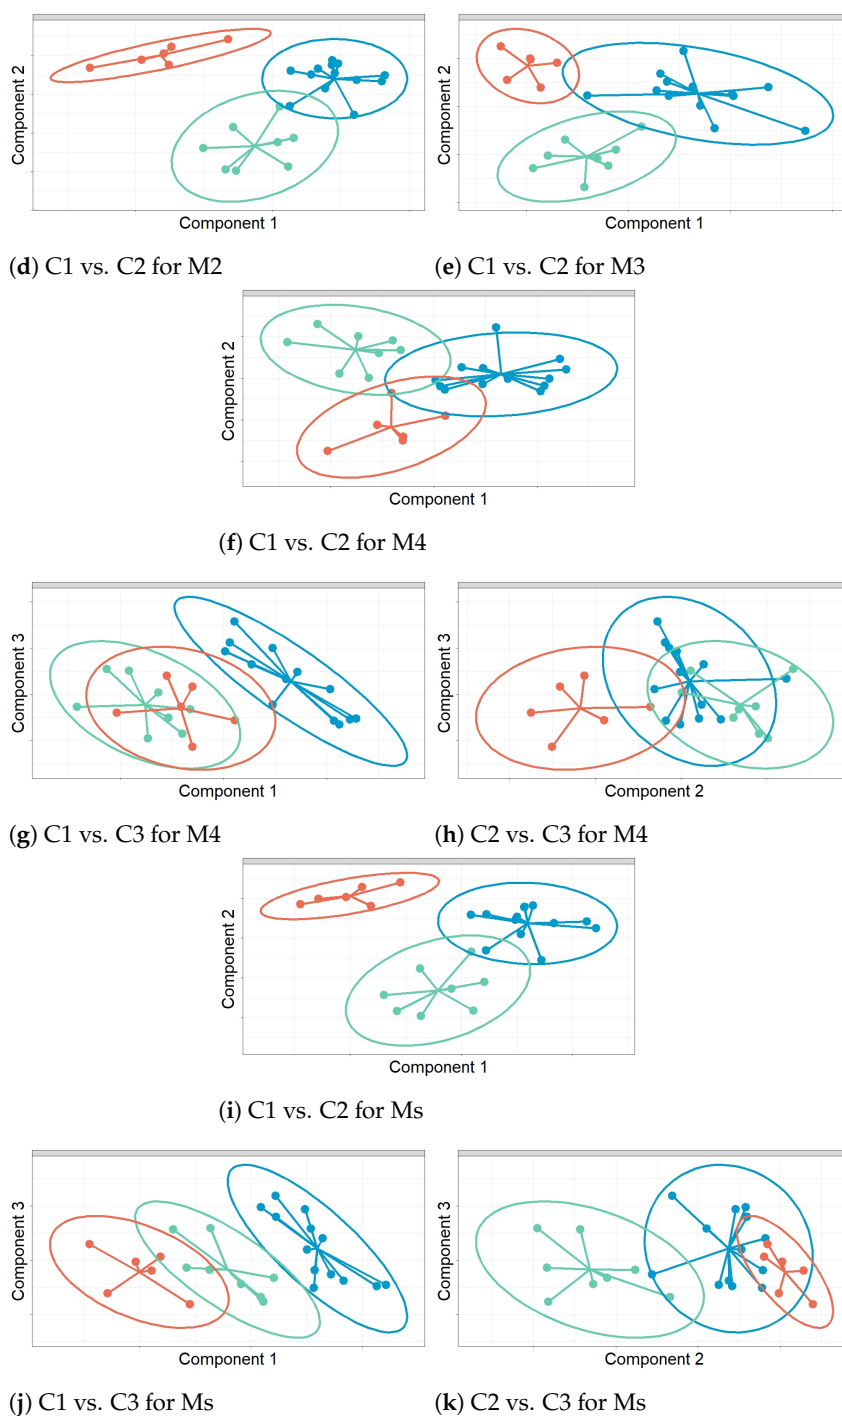 Component 2
Component 1
Component 2
Component 1
(d) C1 vs. C2 for M2
(e) C1 vs. C2 for M3
Component 2
Component 1
(f) C1 vs. C2 for M4
Component 3
Component 1
Component 3
Component 2
(g) C1 vs. C3 for M4
(h) C2 vs. C3 for M4
Component 2
Component 1
(i) C1 vs. C2 for Ms
Component 3
Component 1
Component 3
Component 2
(j) C1 vs. C3 for Ms
(k) C2 vs. C3 for Ms